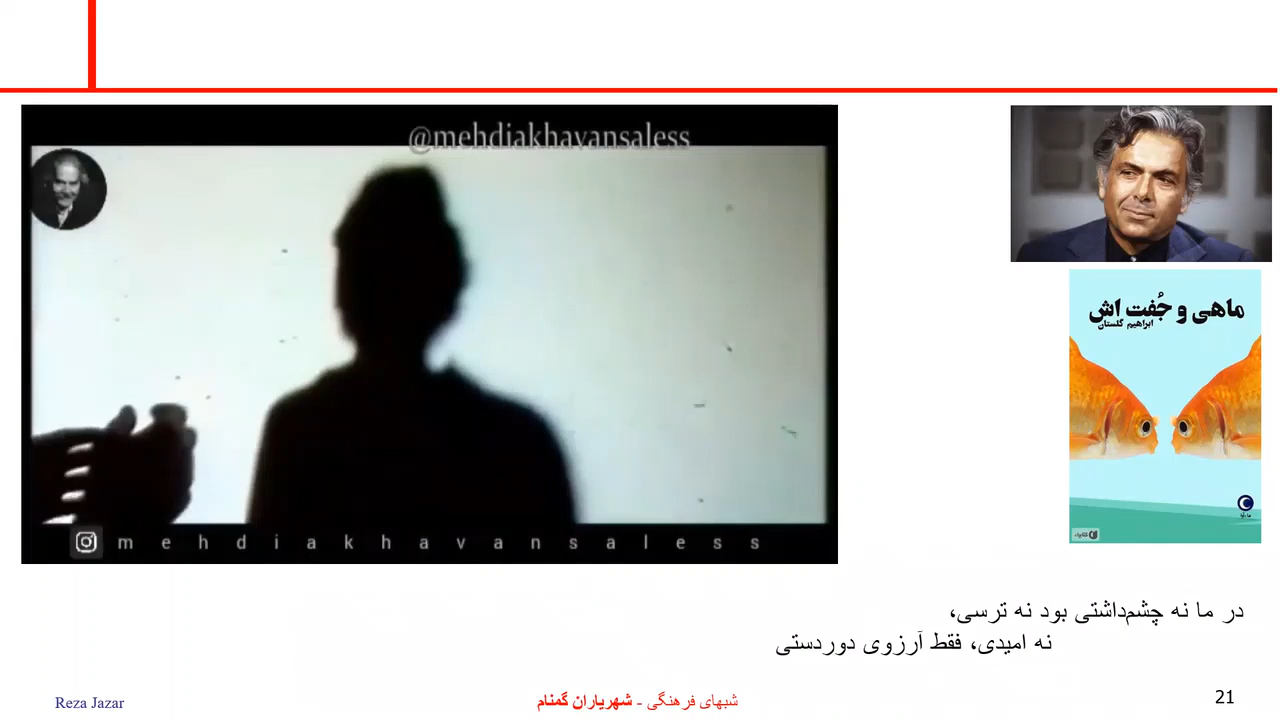 @mehdiakhavansaless
mehdiakhavansaless
ماهی و جُفت اش
ابراهیم گلستان
در ما نه چشم‌داشتی بود نه ترسی،
نه امیدی، فقط آرزوی دوردستی
Reza Jazar
شبهای فرهنگی - شهریاران گمنام
21